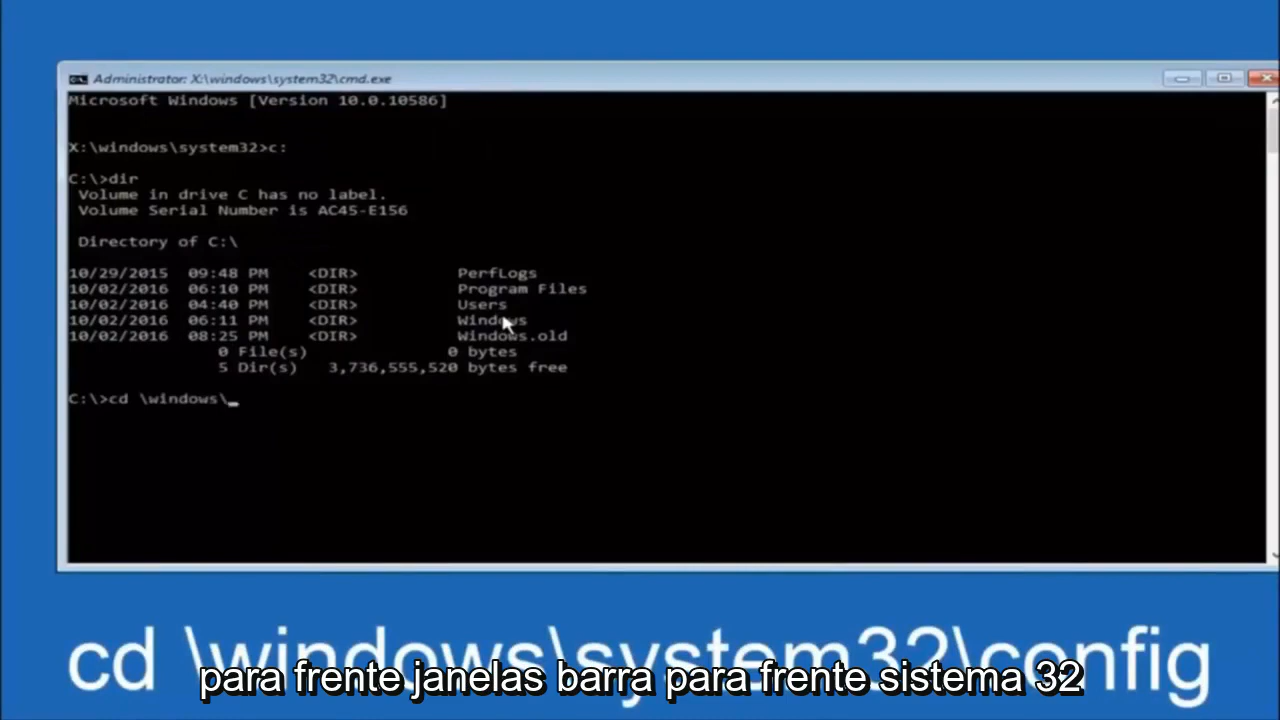 Administrator: X:\windows\system32\cmd.exe
Microsoft Windows [Version 10.0.10586]
X:\windows\system32>c:
C:\>dir
Volume in drive C has no label.
Volume Serial Number is AC45-E156
Directory of C:\
10/29/2015 09:48 PM <DIR> PerfLogs
10/02/2016 06:10 PM <DIR> Program Files
10/02/2016 04:40 PM <DIR> Users
10/02/2016 06:11 PM <DIR> Windows
10/02/2016 08:25 PM <DIR> Windows.old
0 File(s) 0 bytes
5 Dir(s) 3,736,555,520 bytes free
C:\>cd \windows\_
cd \windows\system32\config
para frente janelas barra para frente sistema 32